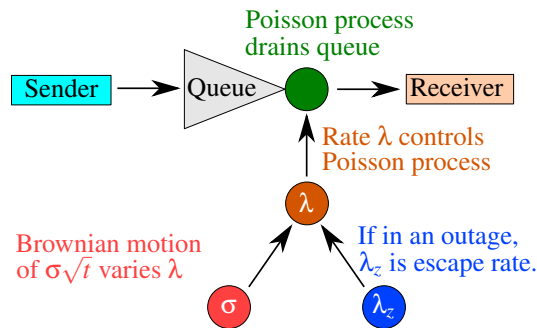 Poisson process
drains queue
Sender
Queue
Receiver
Rate λ controls
Poisson process
λ
Brownian motion
of σ√t varies λ
If in an outage,
λz is escape rate.
σ
λz